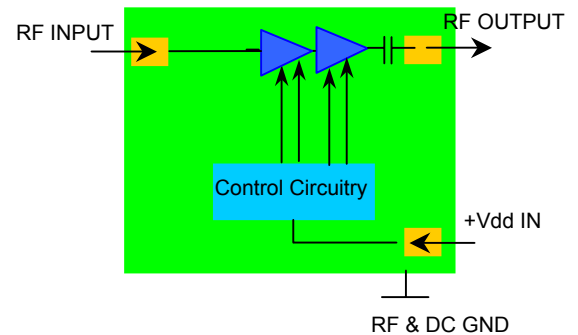 RF INPUT
RF OUTPUT
Control Circuitry
+Vdd IN
RF & DC GND